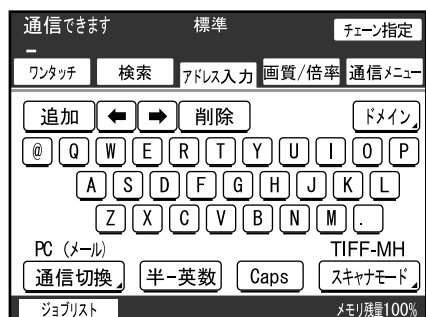 通信できます 標準 チェーン指定
ワンタッチ 検索 アドレス入力 画質/倍率 通信メニュー
追加 ← → 削除 ドメイン
@ Q W E R T Y U I O P
A S D F G H J K L
Z X C V B N M .
PC (メール) TIFF-MH
通信切換 半-英数 Caps スキャナモード
ジョブリスト メモリ残量100%